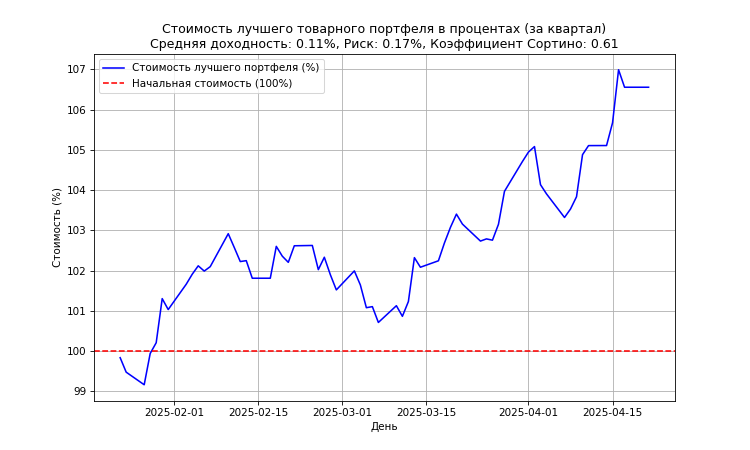 Стоимость лучшего товарного портфеля в процентах (за квартал)
Средняя доходность: 0.11%, Риск: 0.17%, Коэффициент Сортино: 0.61
Стоимость лучшего портфеля (%)
Начальная стоимость (100%)
Стоимость (%)
107
106
105
104
103
102
101
100
99
2025-02-01
2025-02-15
2025-03-01
2025-03-15
2025-04-01
2025-04-15
День